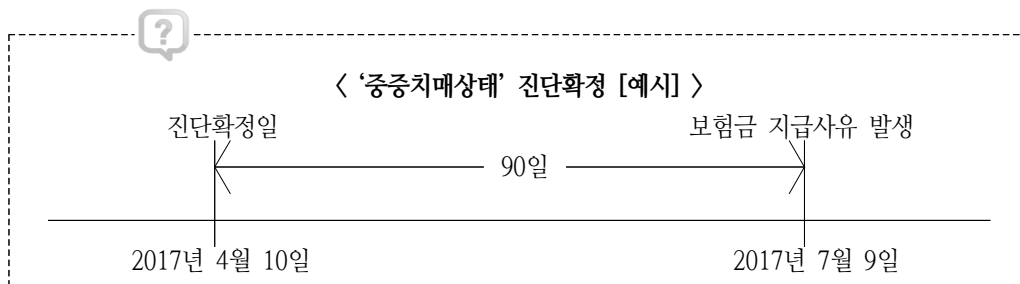 ?
〈 ‘중증치매상태’ 진단확정 [예시] 〉
진단확정일 보험금 지급사유 발생
90일
2017년 4월 10일 2017년 7월 9일